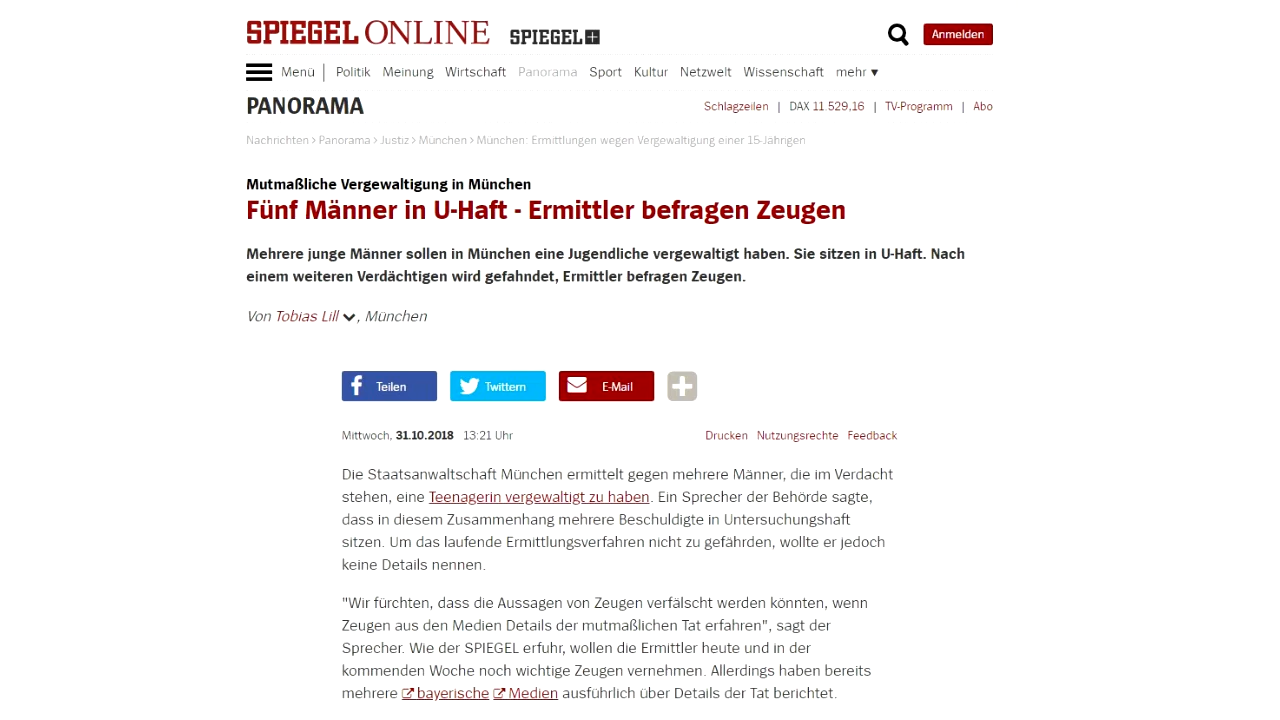 SPIEGEL ONLINE SPIEGEL+ Anmelden
Menü Politik Meinung Wirtschaft Panorama Sport Kultur Netzwelt Wissenschaft mehr ▼
PANORAMA
Schlagzeilen | DAX 11.529,16 | TV-Programm | Abo
Nachrichten > Panorama > Justiz > München > München: Ermittlungen wegen Vergewaltigung einer 15-Jährigen
Mutmaßliche Vergewaltigung in München
Fünf Männer in U-Haft - Ermittler befragen Zeugen
Mehrere junge Männer sollen in München eine Jugendliche vergewaltigt haben. Sie sitzen in U-Haft. Nach
einem weiteren Verdächtigen wird gefahndet, Ermittler befragen Zeugen.
Von Tobias Lill, München
Teilen Twittern E-Mail
Mittwoch, 31.10.2018 13:21 Uhr
Drucken Nutzungsrechte Feedback
Die Staatsanwaltschaft München ermittelt gegen mehrere Männer, die im Verdacht
stehen, eine Teenagerin vergewaltigt zu haben. Ein Sprecher der Behörde sagte,
dass in diesem Zusammenhang mehrere Beschuldigte in Untersuchungshaft
sitzen. Um das laufende Ermittlungsverfahren nicht zu gefährden, wollte er jedoch
keine Details nennen.
"Wir fürchten, dass die Aussagen von Zeugen verfälscht werden könnten, wenn
Zeugen aus den Medien Details der mutmaßlichen Tat erfahren", sagt der
Sprecher. Wie der SPIEGEL erfuhr, wollen die Ermittler heute und in der
kommenden Woche noch wichtige Zeugen vernehmen. Allerdings haben bereits
mehrere bayerische Medien ausführlich über Details der Tat berichtet.